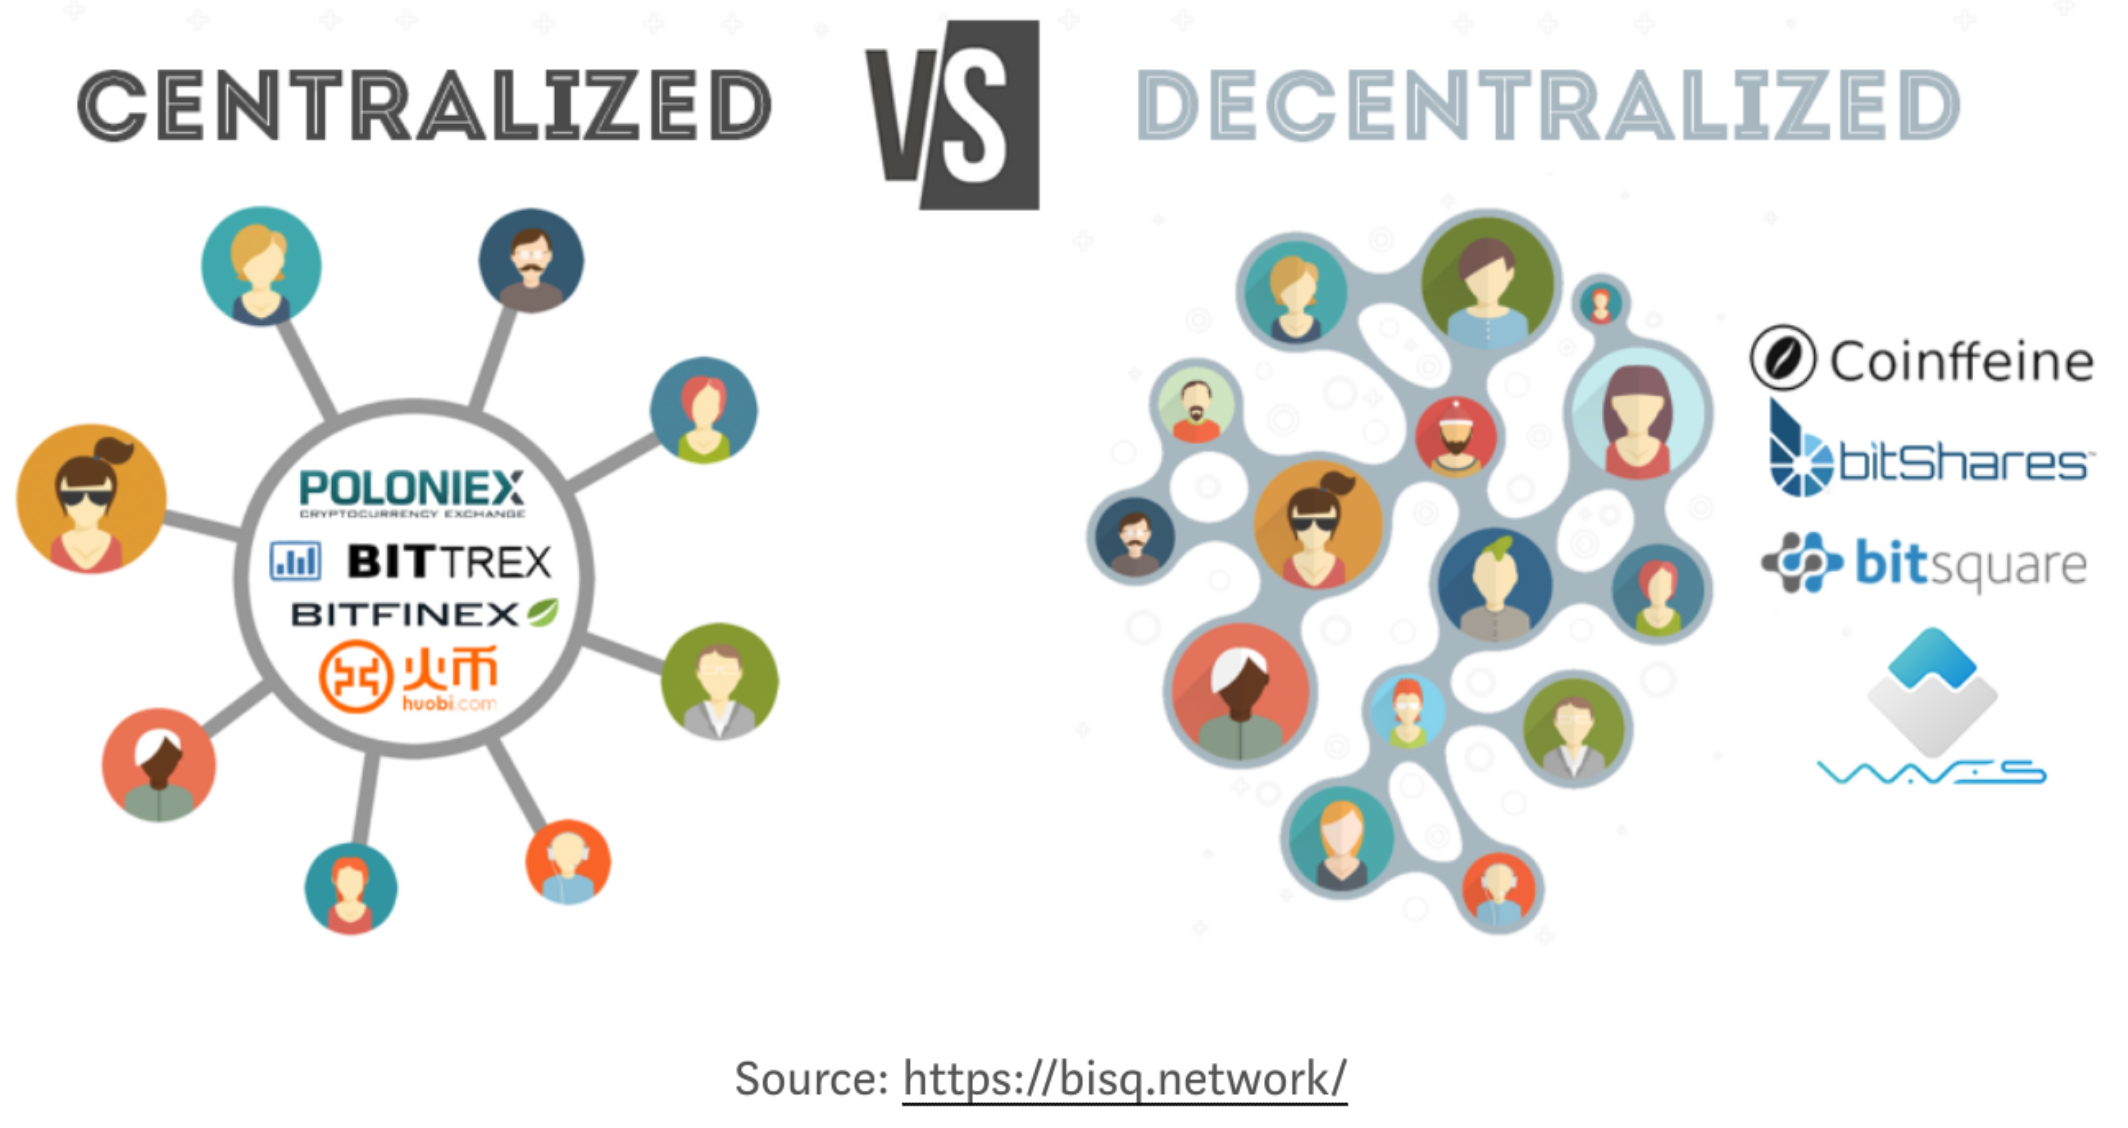 CENTRALIZED
VS
DECENTRALIZED
POLONIEX
CRYPTOCURRENCY EXCHANGE
BITTREX
BITFINEX
火币
huobi.com
Coinffeine
bitShares™
bitsquare
WAVES
Source: https://bisq.network/